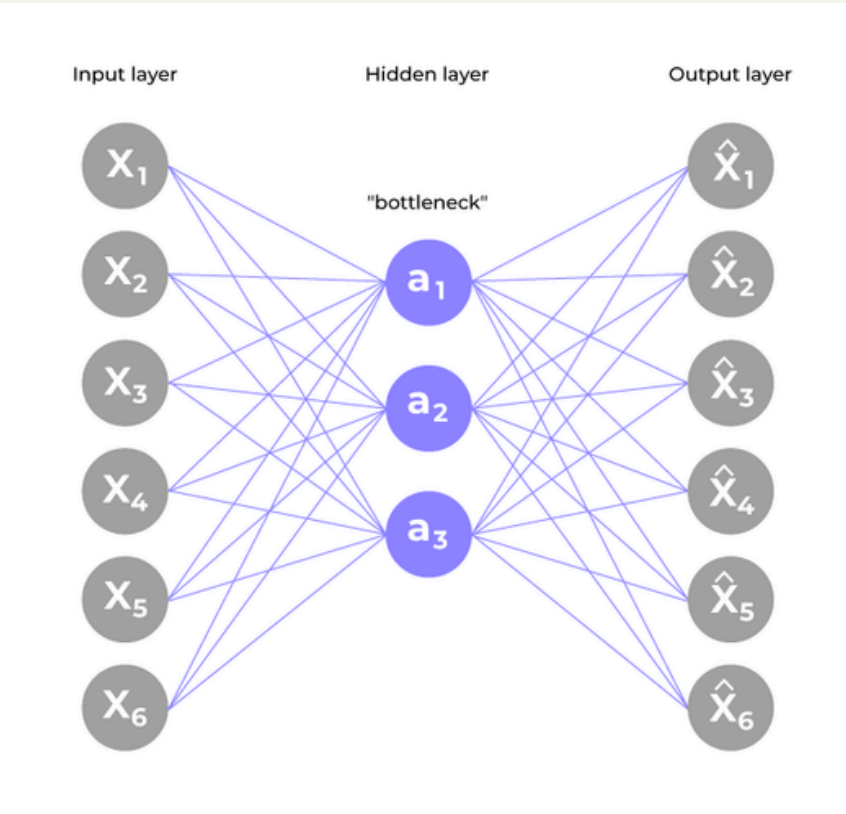 Input layer Hidden layer Output layer
"bottleneck"
X₁ X̂₁
X₂ a₁ X̂₂
X₃ a₂ X̂₃
X₄ X̂₄
a₃
X₅ X̂₅
X₆ X̂₆